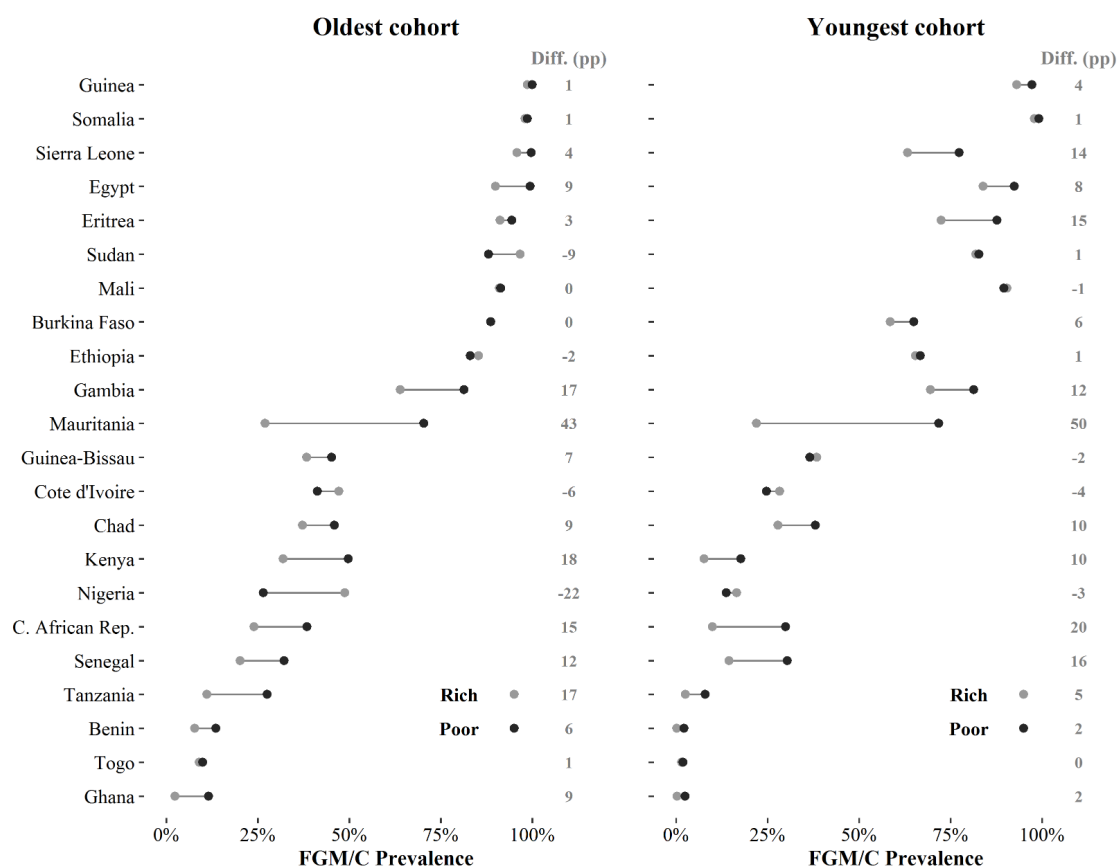 Oldest cohort Youngest cohort
Diff. (pp) Diff. (pp)
Guinea 1 4
Somalia 1 1
Sierra Leone 4 14
Egypt 9 8
Eritrea 3 15
Sudan -9 1
Mali 0 -1
Burkina Faso 0 6
Ethiopia -2 1
Gambia 17 12
Mauritania 43 50
Guinea-Bissau 7 -2
Cote d'Ivoire -6 -4
Chad 9 10
Kenya 18 10
Nigeria -22 -3
C. African Rep. 15 20
Senegal 12 16
Tanzania Rich 17 Rich 5
Benin Poor 6 Poor 2
Togo 1 0
Ghana 9 2
0% 25% 50% 75% 100% 0% 25% 50% 75% 100%
FGM/C Prevalence FGM/C Prevalence